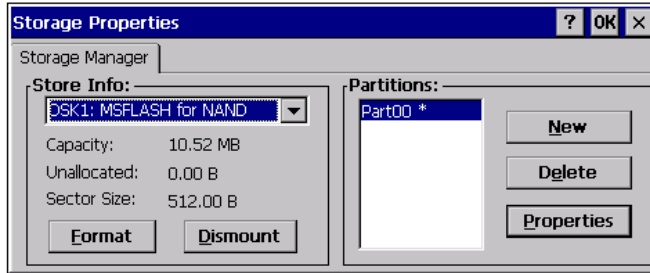 Storage Properties ? OK ×
Storage Manager
Store Info:
DSK1: MSFLASH for NAND
Capacity: 10.52 MB
Unallocated: 0.00 B
Sector Size: 512.00 B
Format Dismount
Partitions:
Part00 *
New
Delete
Properties